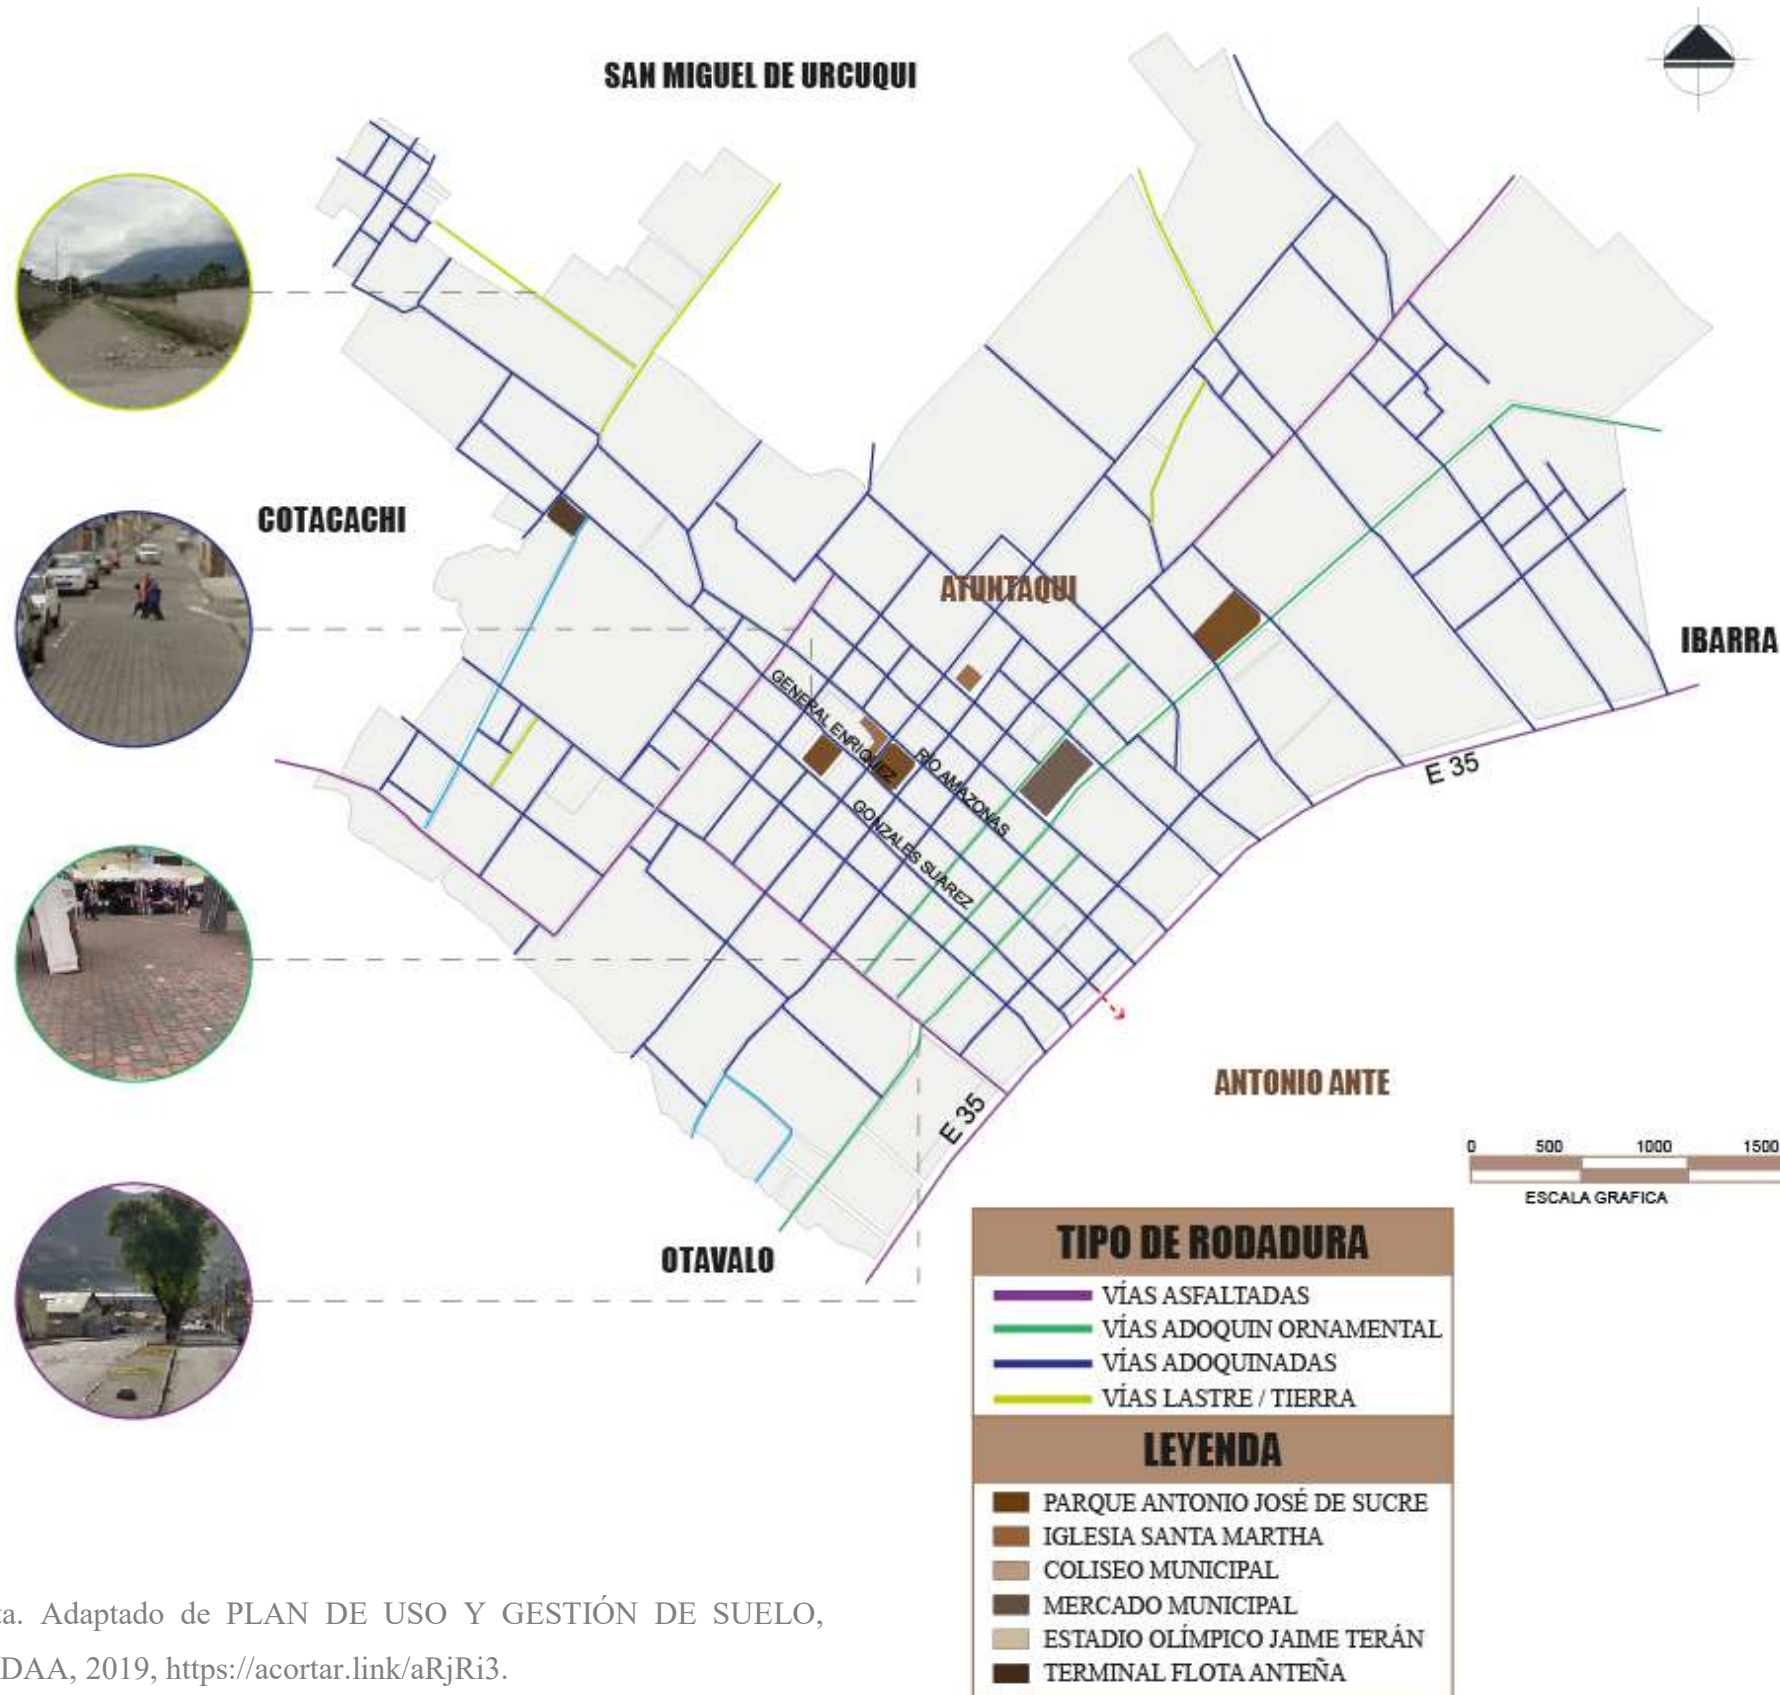 SAN MIGUEL DE URCUQUI
COTACACHI
ATUNTAQUI
IBARRA
GENERAL ENRIQUEZ
RIO AMAZONAS
GONZALES SUAREZ
E 35
E 35
ANTONIO ANTE
OTAVALO
0 500 1000 1500
ESCALA GRAFICA
TIPO DE RODADURA
VÍAS ASFALTADAS
VÍAS ADOQUIN ORNAMENTAL
VÍAS ADOQUINADAS
VÍAS LASTRE / TIERRA
LEYENDA
PARQUE ANTONIO JOSÉ DE SUCRE
IGLESIA SANTA MARTHA
COLISEO MUNICIPAL
MERCADO MUNICIPAL
ESTADIO OLÍMPICO JAIME TERÁN
TERMINAL FLOTA ANTEÑA
ta. Adaptado de PLAN DE USO Y GESTIÓN DE SUELO,
DAA, 2019, https://acortar.link/aRjRi3.